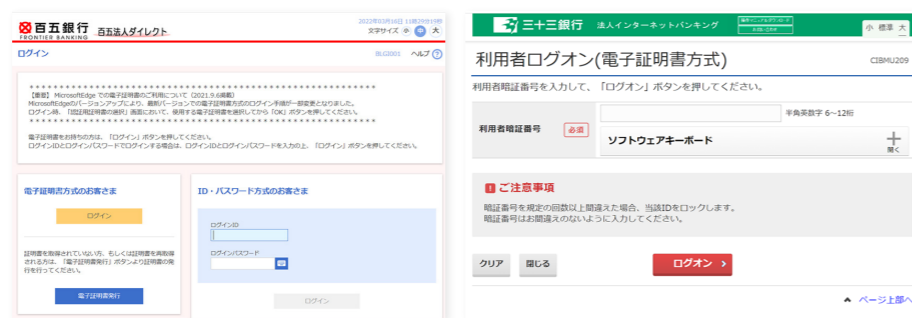 百五銀行 百五法人ダイレクト
FRONTIER BANKING
2022年03月16日 11時29分19秒
文字サイズ 小 中 大
ログイン
BLGI001 ヘルプ ?
【重要】 MicrosoftEdge での電子証明書のご利用について (2021.9.6掲載)
MicrosoftEdgeのバージョンアップにより、最新バージョンでの電子証明書方式のログイン手順が一部変更となりました。
ログイン時、「認証用証明書の選択」画面において、使用する電子証明書を選択してから「OK」ボタンを押してください。
電子証明書をお持ちの方は、「ログイン」ボタンを押してください。
ログインIDとログインパスワードでログインする場合は、ログインIDとログインパスワードを入力の上、「ログイン」ボタンを押してください。
電子証明書方式のお客さま
ログイン
証明書を取得されていない方、もしくは証明書を再取得
される方は、「電子証明書発行」ボタンより証明書の発
行を行ってください。
電子証明書発行
ID・パスワード方式のお客さま
ログインID
ログインパスワード
ログイン
三十三銀行 法人インターネットバンキング
小 標準 大
利用者ログオン(電子証明書方式)
CIBMU209
利用者暗証番号を入力して、「ログオン」ボタンを押してください。
利用者暗証番号 必須
半角英数字 6～12桁
ソフトウェアキーボード
開く
ご注意事項
暗証番号を規定の回数以上間違えた場合、当該IDをロックします。
暗証番号はお間違えのないように入力してください。
クリア 閉じる ログオン
ページ上部へ